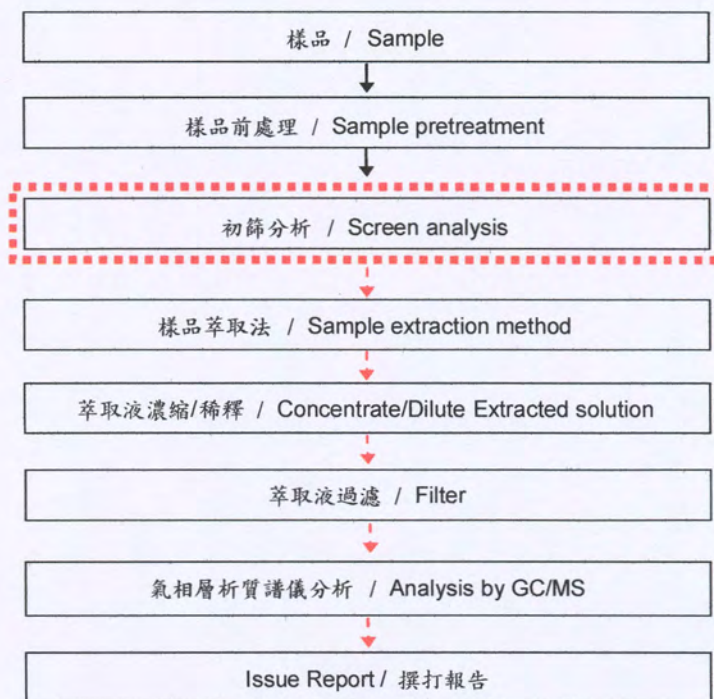 樣品 / Sample
樣品前處理 / Sample pretreatment
初篩分析 / Screen analysis
樣品萃取法 / Sample extraction method
萃取液濃縮/稀釋 / Concentrate/Dilute Extracted solution
萃取液過濾 / Filter
氣相層析質譜儀分析 / Analysis by GC/MS
Issue Report / 撰打報告